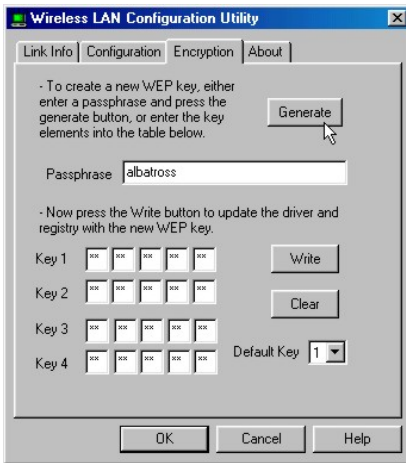 Wireless LAN Configuration Utility
Link Info Configuration Encryption About
- To create a new WEP key, either
enter a passphrase and press the
generate button, or enter the key
elements into the table below.
Generate
Passphrase albatross
- Now press the Write button to update the driver and
registry with the new WEP key.
Key 1 ** ** ** ** ** Write
Key 2 ** ** ** ** ** Clear
Key 3 ** ** ** ** **
Default Key 1
Key 4 ** ** ** ** **
OK Cancel Help